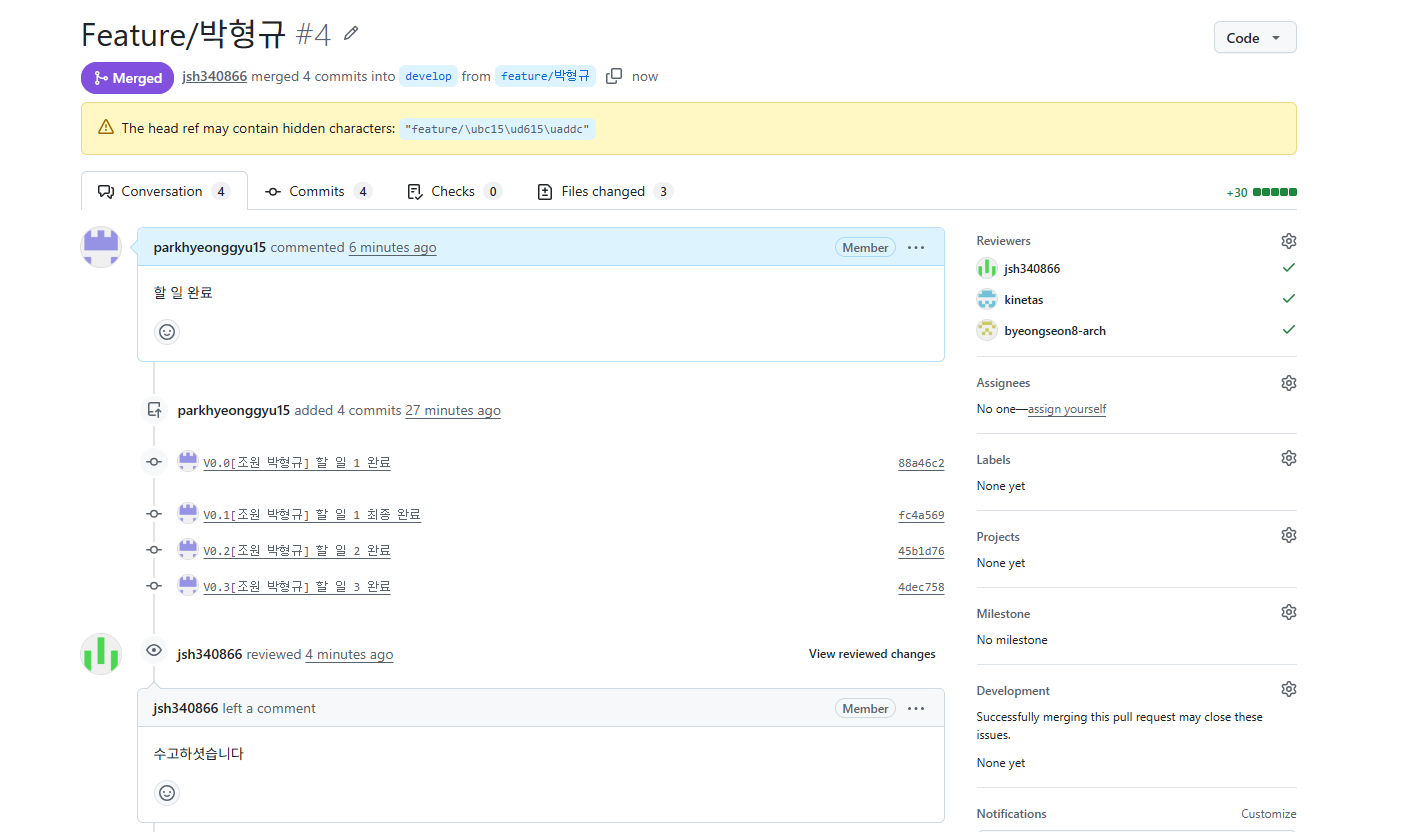 Feature/박형규 #4
Code
Merged jsh340866 merged 4 commits into develop from feature/박형규 now
The head ref may contain hidden characters: "feature/\ubc15\ud615\uaddc"
Conversation 4 Commits 4 Checks 0 Files changed 3
+30
parkhyeonggyu15 commented 6 minutes ago Member
할 일 완료
parkhyeonggyu15 added 4 commits 27 minutes ago
V0.0[조원 박형규] 할 일 1 완료 88a46c2
V0.1[조원 박형규] 할 일 1 최종 완료 fc4a569
V0.2[조원 박형규] 할 일 2 완료 45b1d76
V0.3[조원 박형규] 할 일 3 완료 4dec758
jsh340866 reviewed 4 minutes ago View reviewed changes
jsh340866 left a comment Member
수고하셧습니다
Reviewers
jsh340866
kinetas
byeongseon8-arch
Assignees
No one—assign yourself
Labels
None yet
Projects
None yet
Milestone
No milestone
Development
Successfully merging this pull request may close these
issues.
None yet
Notifications Customize